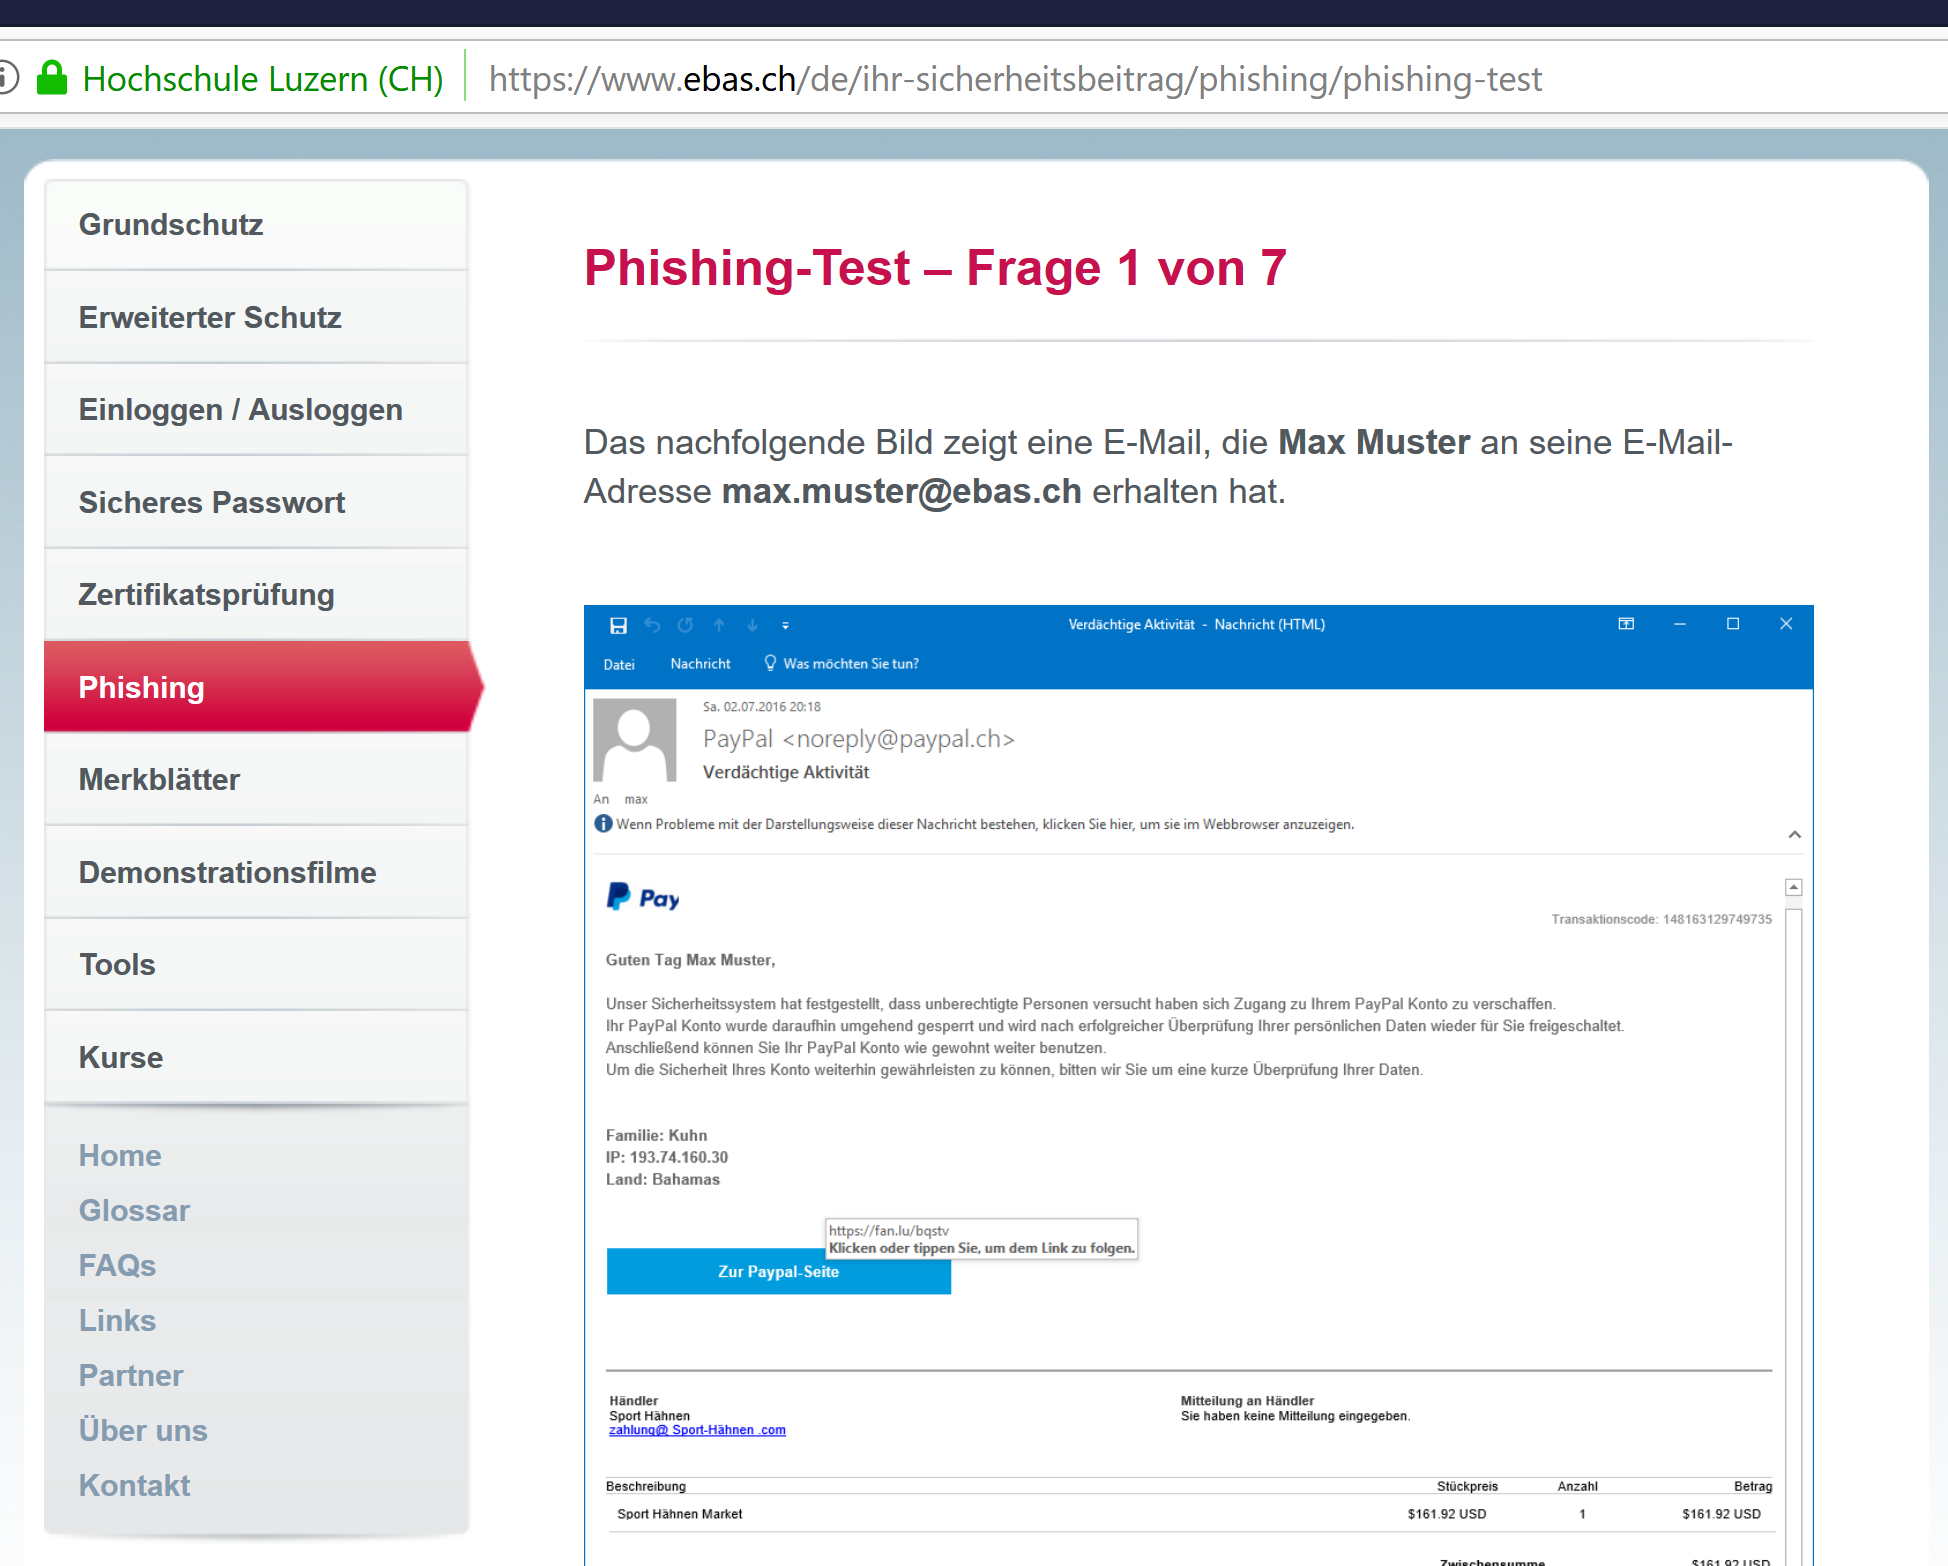 Hochschule Luzern (CH) https://www.ebas.ch/de/ihr-sicherheitsbeitrag/phishing/phishing-test
Grundschutz
Erweiterter Schutz
Einloggen / Ausloggen
Sicheres Passwort
Zertifikatsprüfung
Phishing
Merkblätter
Demonstrationsfilme
Tools
Kurse
Home
Glossar
FAQs
Links
Partner
Über uns
Kontakt
Phishing-Test – Frage 1 von 7
Das nachfolgende Bild zeigt eine E-Mail, die Max Muster an seine E-Mail-
Adresse max.muster@ebas.ch erhalten hat.
Verdächtige Aktivität - Nachricht (HTML)
Datei Nachricht Was möchten Sie tun?
Sa. 02.07.2016 20:18
PayPal <noreply@paypal.ch>
Verdächtige Aktivität
An max
Wenn Probleme mit der Darstellungsweise dieser Nachricht bestehen, klicken Sie hier, um sie im Webbrowser anzuzeigen.
Pay
Transaktionscode: 148163129749735
Guten Tag Max Muster,
Unser Sicherheitssystem hat festgestellt, dass unberechtigte Personen versucht haben sich Zugang zu Ihrem PayPal Konto zu verschaffen.
Ihr PayPal Konto wurde daraufhin umgehend gesperrt und wird nach erfolgreicher Überprüfung Ihrer persönlichen Daten wieder für Sie freigeschaltet.
Anschließend können Sie Ihr PayPal Konto wie gewohnt weiter benutzen.
Um die Sicherheit Ihres Konto weiterhin gewährleisten zu können, bitten wir Sie um eine kurze Überprüfung Ihrer Daten.
Familie: Kuhn
IP: 193.74.160.30
Land: Bahamas
https://fan.lu/bqstv
Klicken oder tippen Sie, um dem Link zu folgen.
Zur Paypal-Seite
Händler Mitteilung an Händler
Sport Hähnen Sie haben keine Mitteilung eingegeben.
zahlung@ Sport-Hähnen .com
Beschreibung Stückpreis Anzahl Betrag
Sport Hähnen Market $161.92 USD 1 $161.92 USD
Zwischensumme $161.92 USD